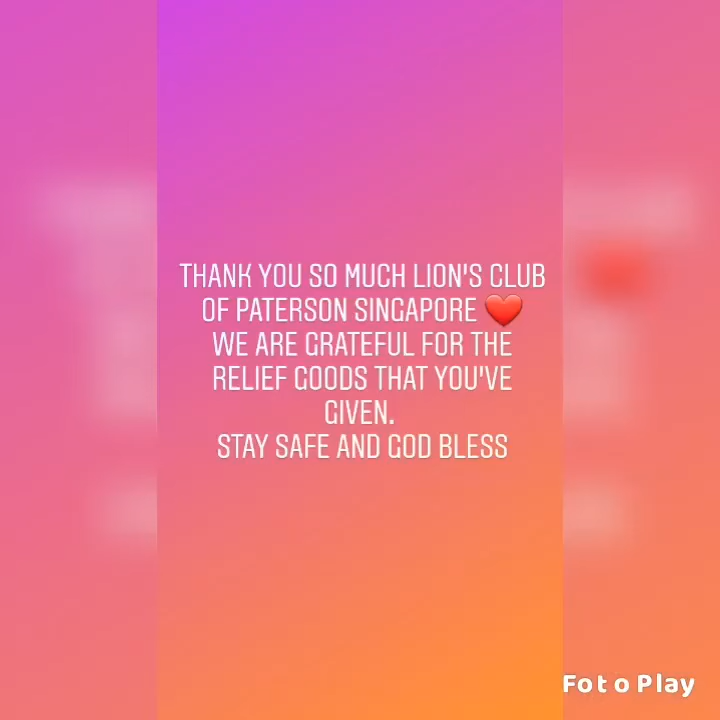 THANK YOU SO MUCH LION'S CLUB
OF PATERSON SINGAPORE ❤️
WE ARE GRATEFUL FOR THE
RELIEF GOODS THAT YOU'VE
GIVEN.
STAY SAFE AND GOD BLESS
Fot o Play